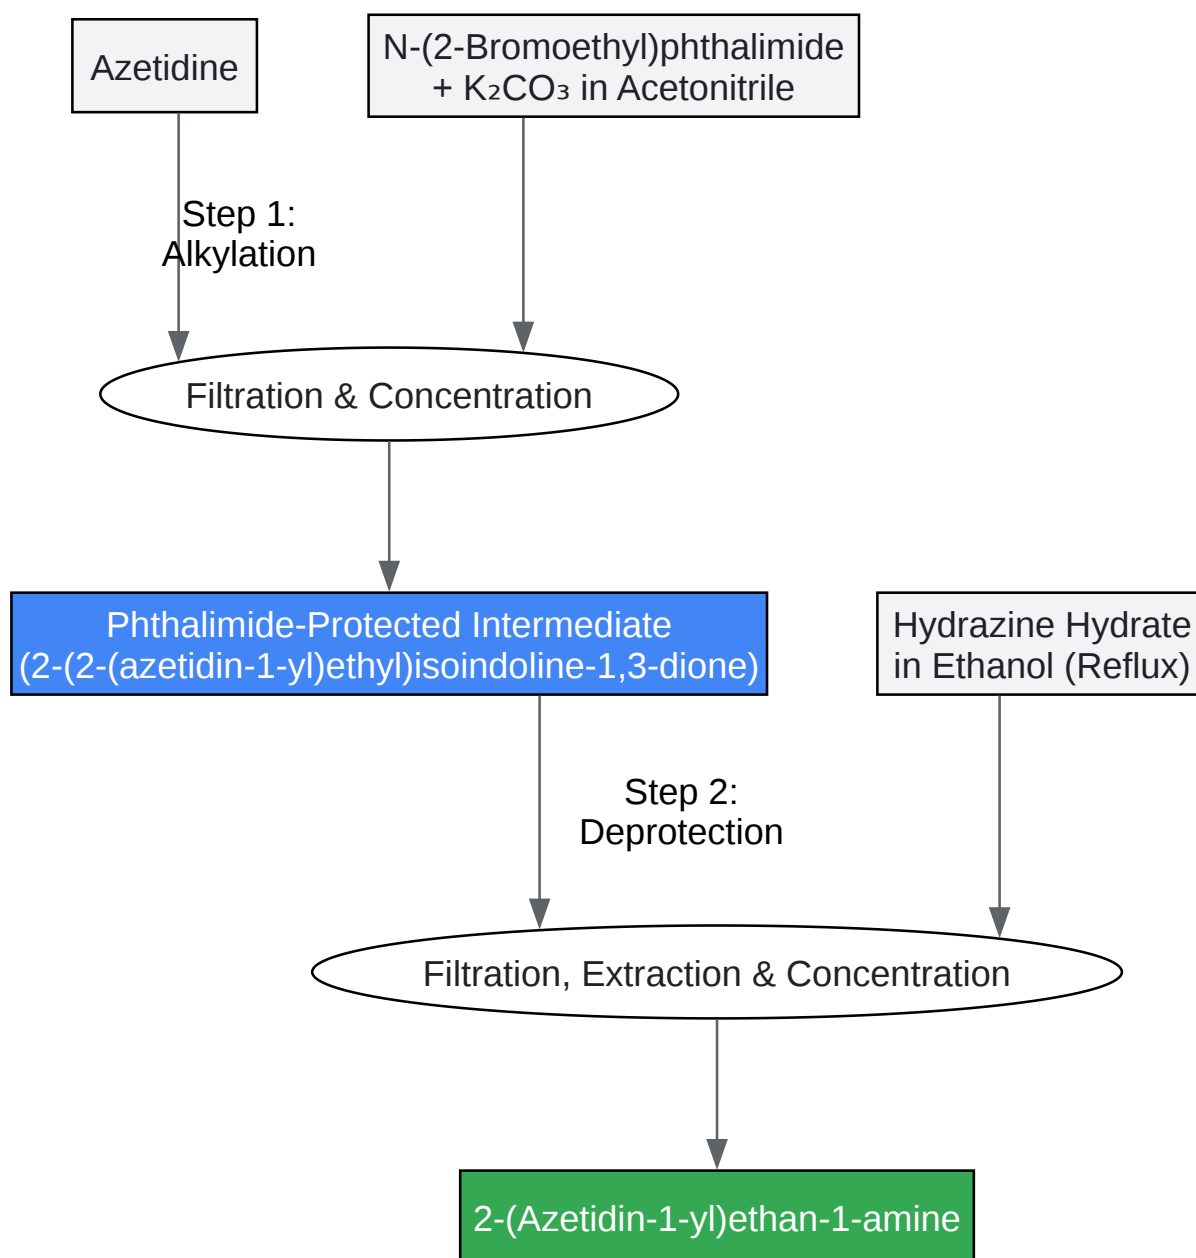 Azetidine
N-(2-Bromoethyl)phthalimide
+ K₂CO₃ in Acetonitrile
Step 1:
Alkylation
Filtration & Concentration
Phthalimide-Protected Intermediate
(2-(2-(azetidin-1-yl)ethyl)isoindoline-1,3-dione)
Hydrazine Hydrate
in Ethanol (Reflux)
Step 2:
Deprotection
Filtration, Extraction & Concentration
2-(Azetidin-1-yl)ethan-1-amine